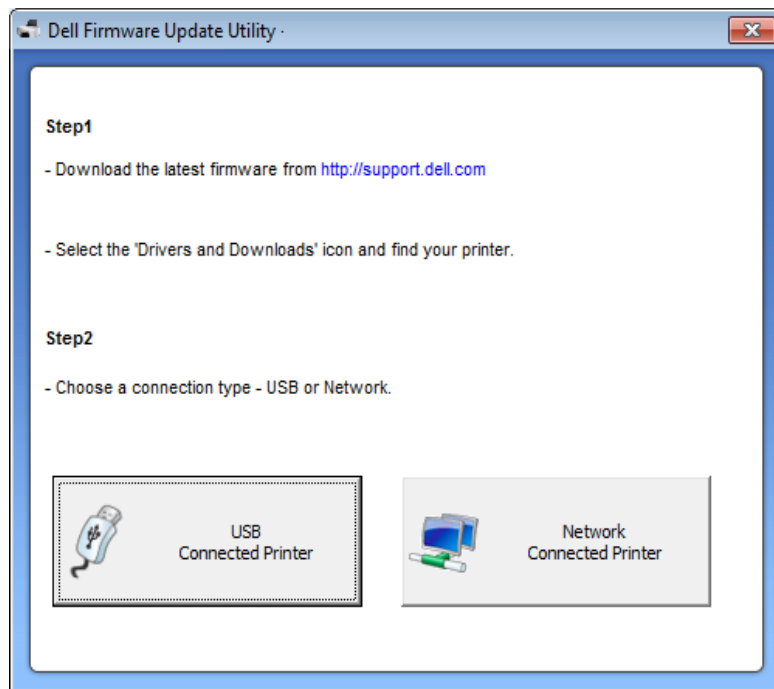 Dell Firmware Update Utility ·
Step1
- Download the latest firmware from http://support.dell.com
- Select the 'Drivers and Downloads' icon and find your printer.
Step2
- Choose a connection type - USB or Network.
USB
Connected Printer
Network
Connected Printer